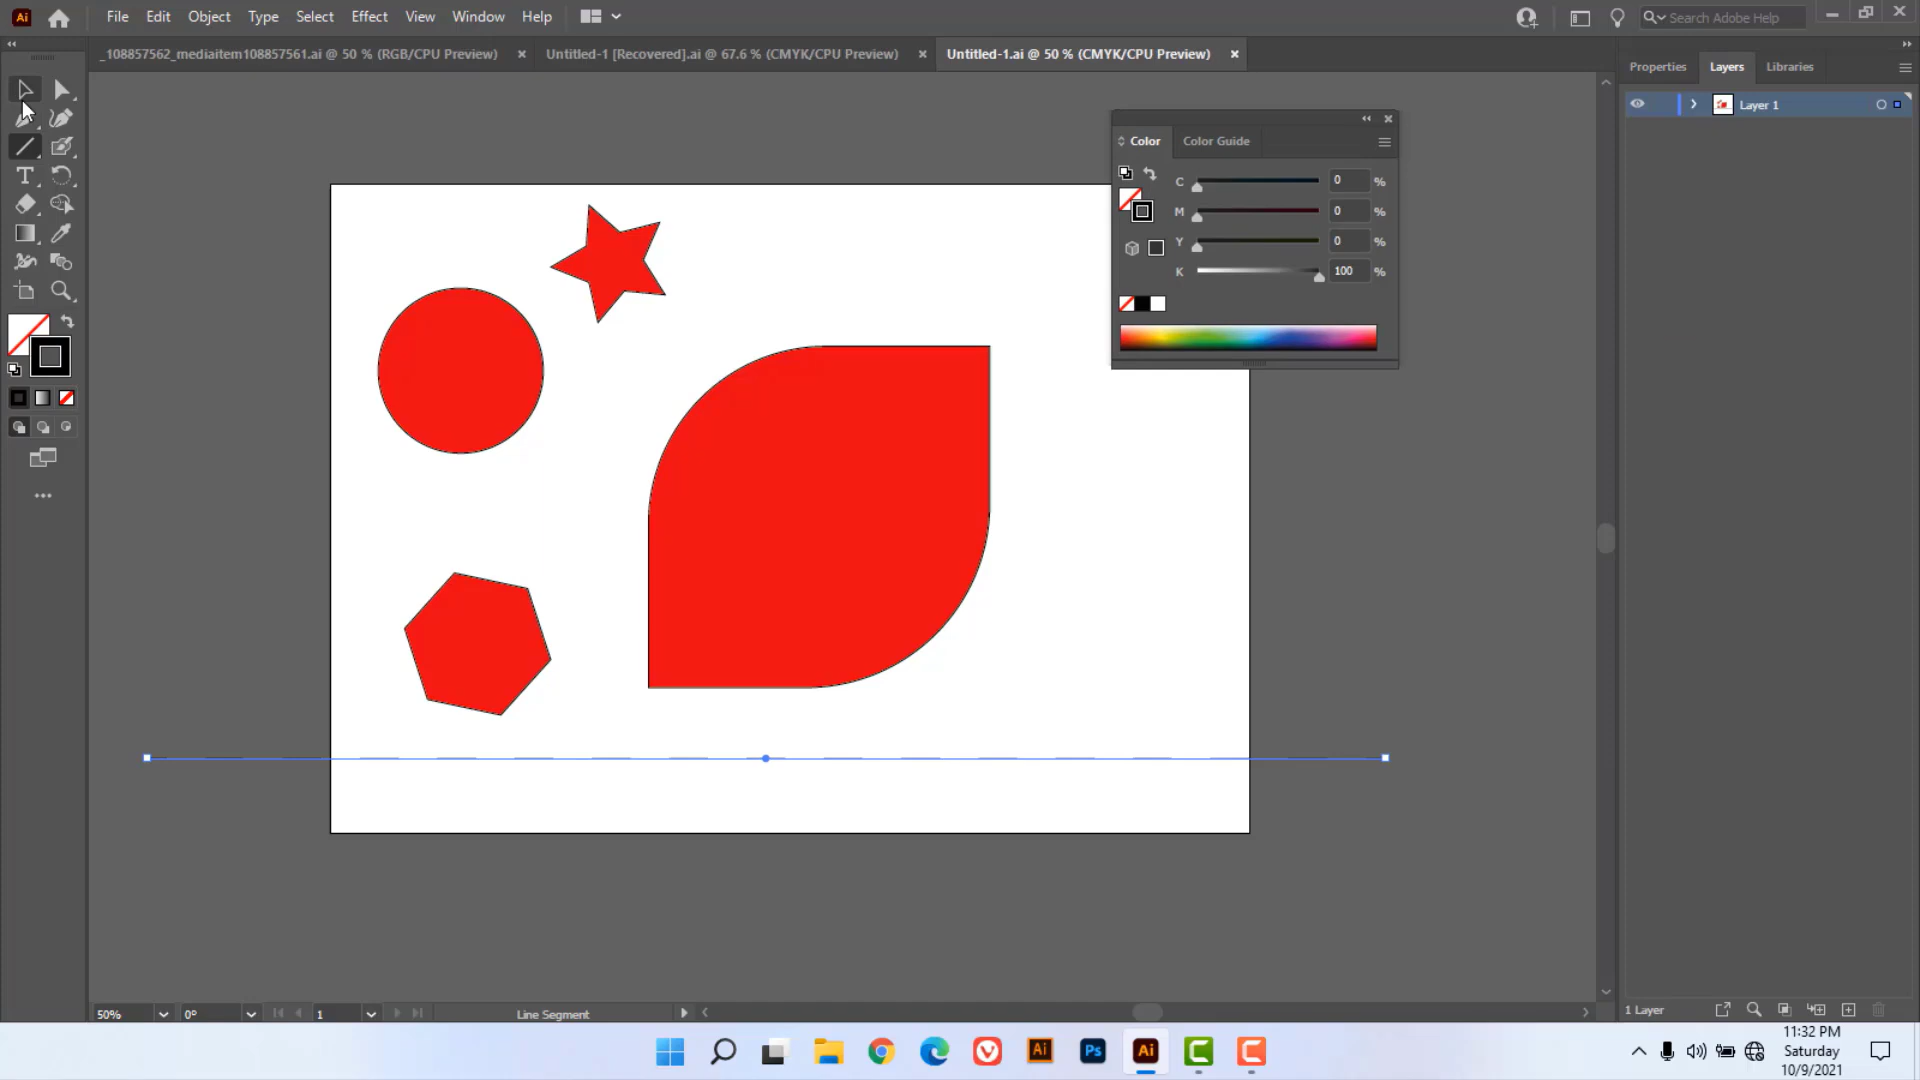 Ai File Edit Object Type Select Effect View Window Help Search Adobe Help
_108857562_mediaitem108857561.ai @ 50 % (RGB/CPU Preview) Untitled-1 [Recovered].ai @ 67.6 % (CMYK/CPU Preview) Untitled-1.ai @ 50 % (CMYK/CPU Preview)
Properties Layers Libraries
Layer 1
Color Color Guide
C 0 %
M 0 %
Y 0 %
K 100 %
T
50% 0° 1 Line Segment
1 Layer
Ai Ps Ai C C
11:32 PM
Saturday
10/9/2021